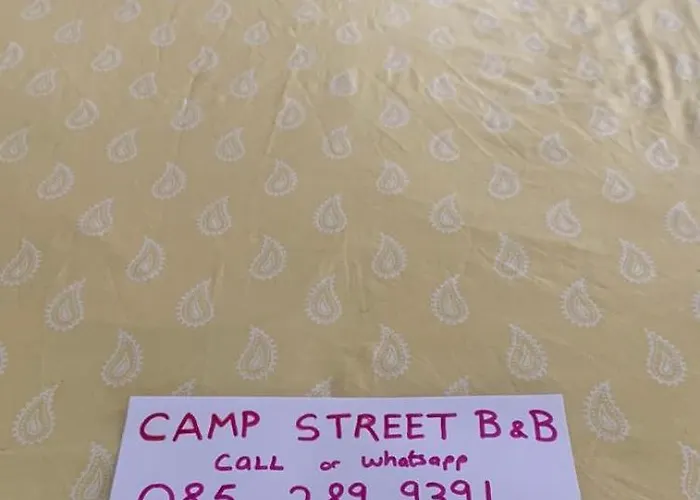 CAMP STREET B & B
CALL or whatsapp
085 289 9391